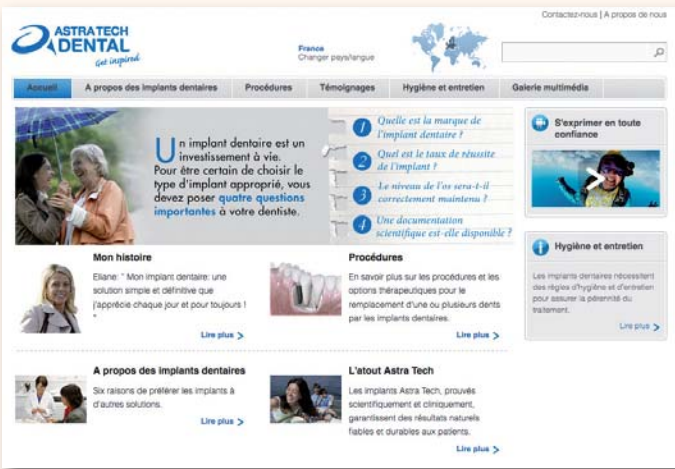 Contactez-nous | A propos de nous
ASTRATECH
DENTAL
Get inspired
France
Changer pays/langue
Accueil
A propos des implants dentaires
Procédures
Témoignages
Hygiène et entretien
Galerie multimédia
Un implant dentaire est un
investissement à vie.
Pour être certain de choisir le
type d'implant approprié, vous
devez poser quatre questions
importantes à votre dentiste.
1 Quelle est la marque de
l'implant dentaire ?
2 Quel est le taux de réussite
de l'implant ?
3 Le niveau de l'os sera-t-il
correctement maintenu ?
4 Une documentation
scientifique est-elle disponible ?
S'exprimer en toute
confiance
Mon histoire
Eliane: " Mon implant dentaire: une
solution simple et définitive que
j'apprécie chaque jour et pour toujours !
"
Lire plus >
Procédures
En savoir plus sur les procédures et les
options thérapeutiques pour le
remplacement d'une ou plusieurs dents
par les implants dentaires.
Lire plus >
Hygiène et entretien
Les implants dentaires nécessitent
des règles d'hygiène et d'entretien
pour assurer la pérennité du
traitement.
Lire plus >
A propos des implants dentaires
Six raisons de préférer les implants à
d'autres solutions.
Lire plus >
L'atout Astra Tech
Les implants Astra Tech, prouvés
scientifiquement et cliniquement,
garantissent des résultats naturels
fiables et durables aux patients.
Lire plus >